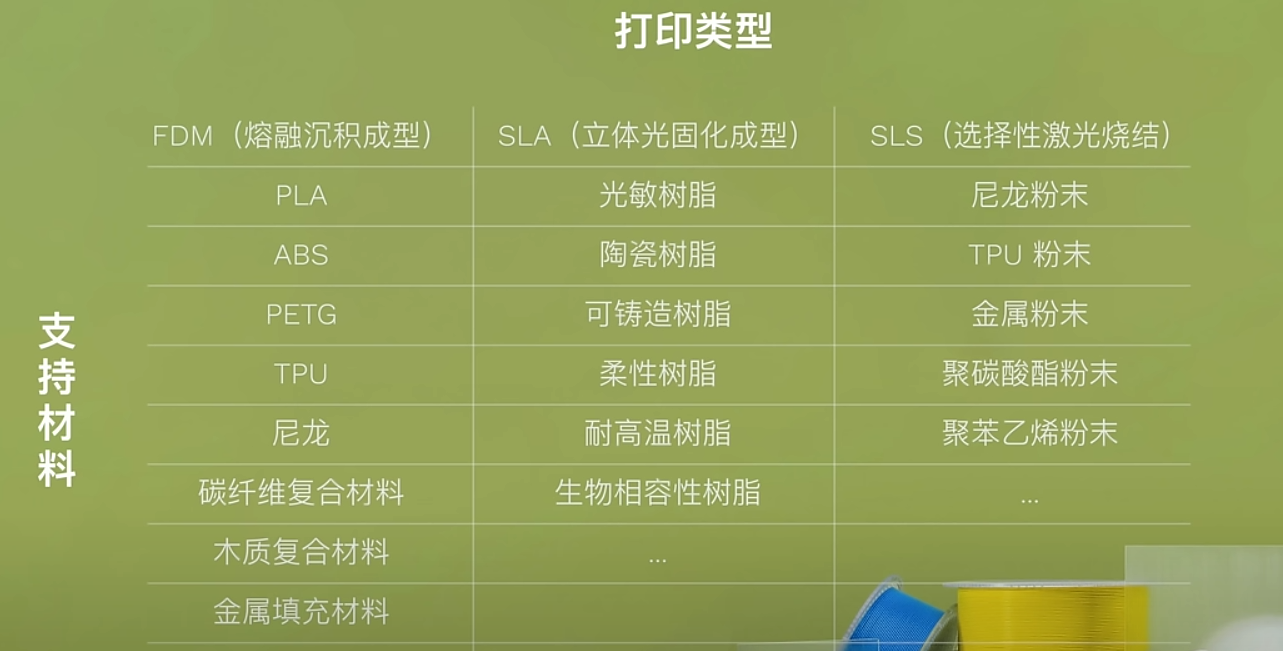 打印类型
FDM（熔融沉积成型） SLA（立体光固化成型） SLS（选择性激光烧结）
PLA 光敏树脂 尼龙粉末
ABS 陶瓷树脂 TPU 粉末
支持材料
PETG 可铸造树脂 金属粉末
TPU 柔性树脂 聚碳酸酯粉末
尼龙 耐高温树脂 聚苯乙烯粉末
碳纤维复合材料 生物相容性树脂 ...
木质复合材料 ...
金属填充材料